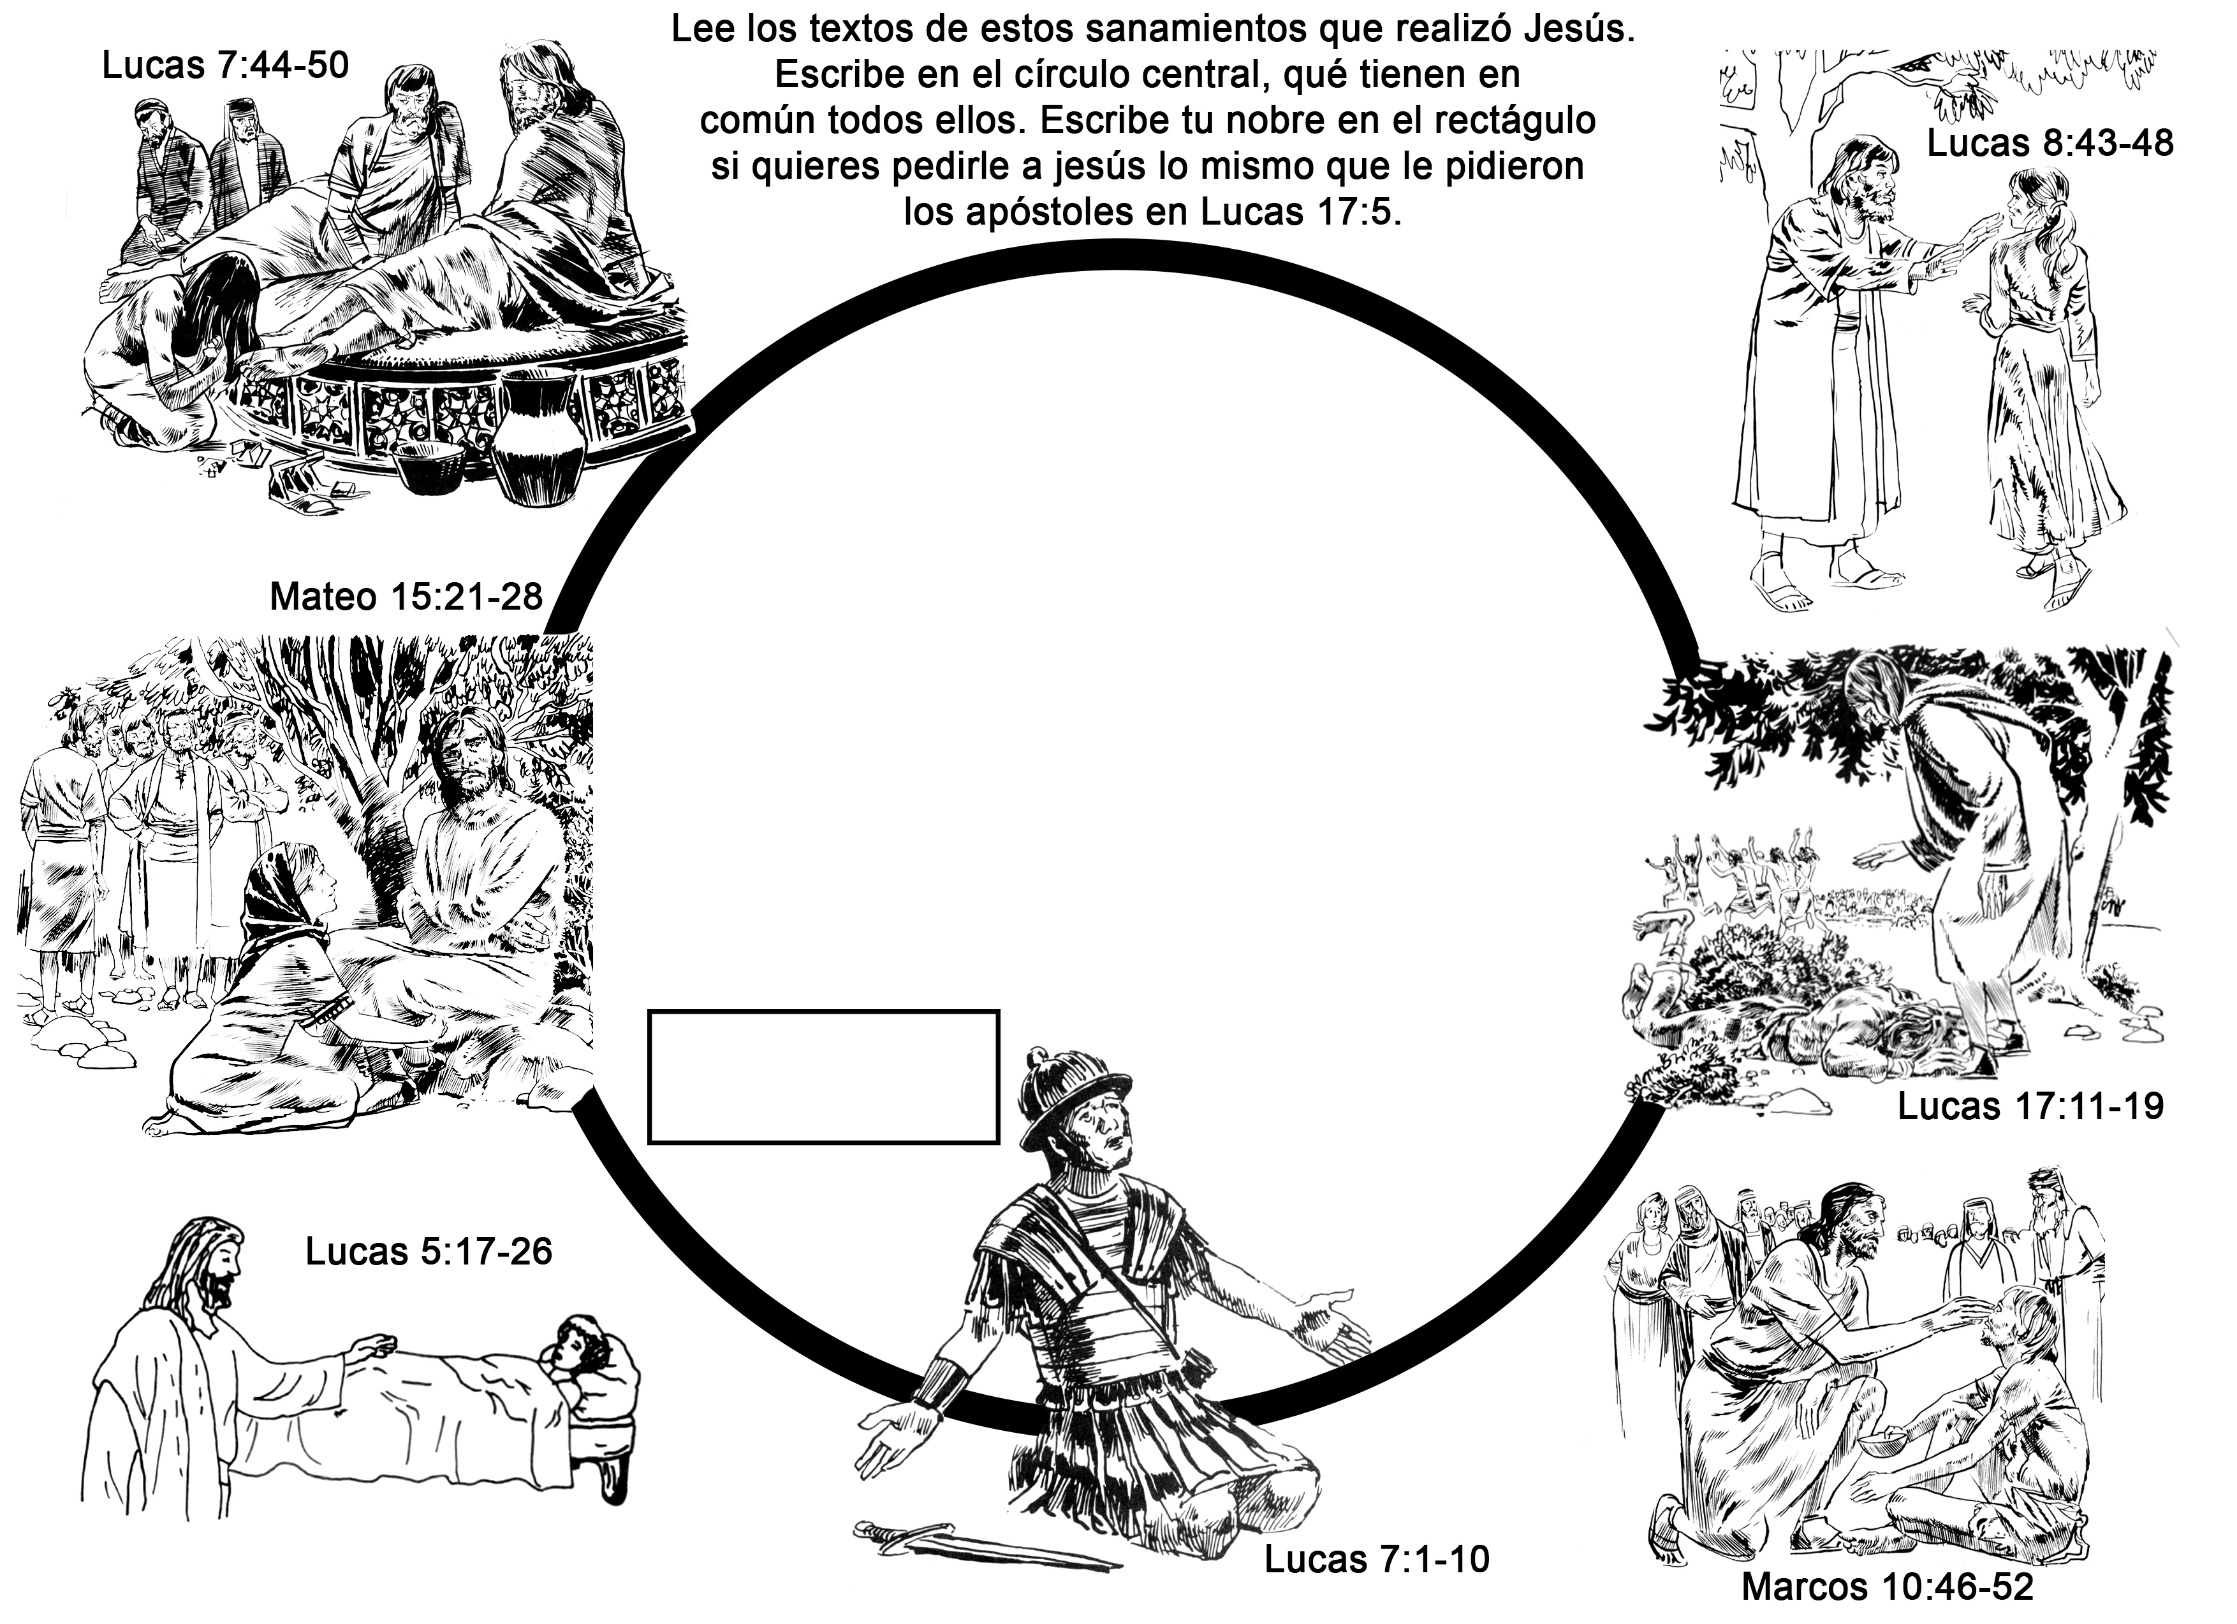 Lee los textos de estos sanamientos que realizó Jesús.
Escribe en el círculo central, qué tienen en
común todos ellos. Escribe tu nobre en el rectágulo
si quieres pedirle a jesús lo mismo que le pidieron
los apóstoles en Lucas 17:5.
Lucas 7:44-50
Lucas 8:43-48
Mateo 15:21-28
Lucas 17:11-19
Lucas 5:17-26
Lucas 7:1-10
Marcos 10:46-52